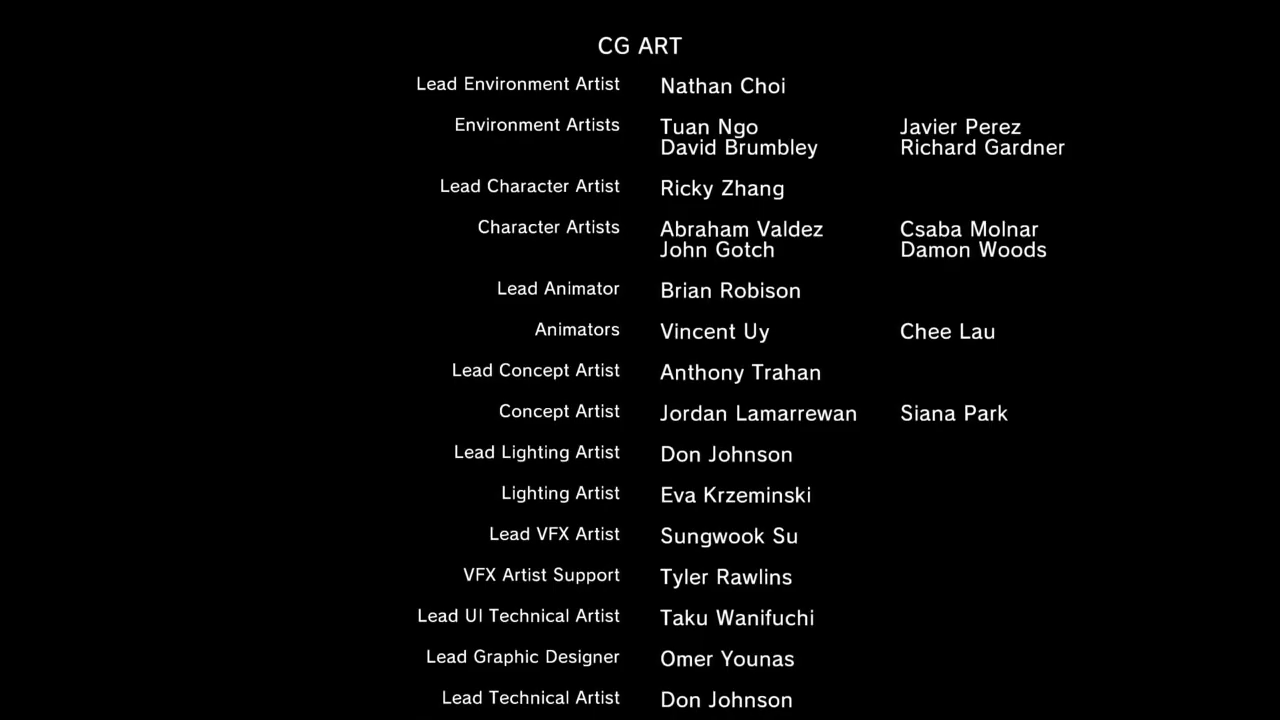 CG ART
Lead Environment Artist Nathan Choi
Environment Artists Tuan Ngo Javier Perez
David Brumbley Richard Gardner
Lead Character Artist Ricky Zhang
Character Artists Abraham Valdez Csaba Molnar
John Gotch Damon Woods
Lead Animator Brian Robison
Animators Vincent Uy Chee Lau
Lead Concept Artist Anthony Trahan
Concept Artist Jordan Lamarrewan Siana Park
Lead Lighting Artist Don Johnson
Lighting Artist Eva Krzeminski
Lead VFX Artist Sungwook Su
VFX Artist Support Tyler Rawlins
Lead UI Technical Artist Taku Wanifuchi
Lead Graphic Designer Omer Younas
Lead Technical Artist Don Johnson